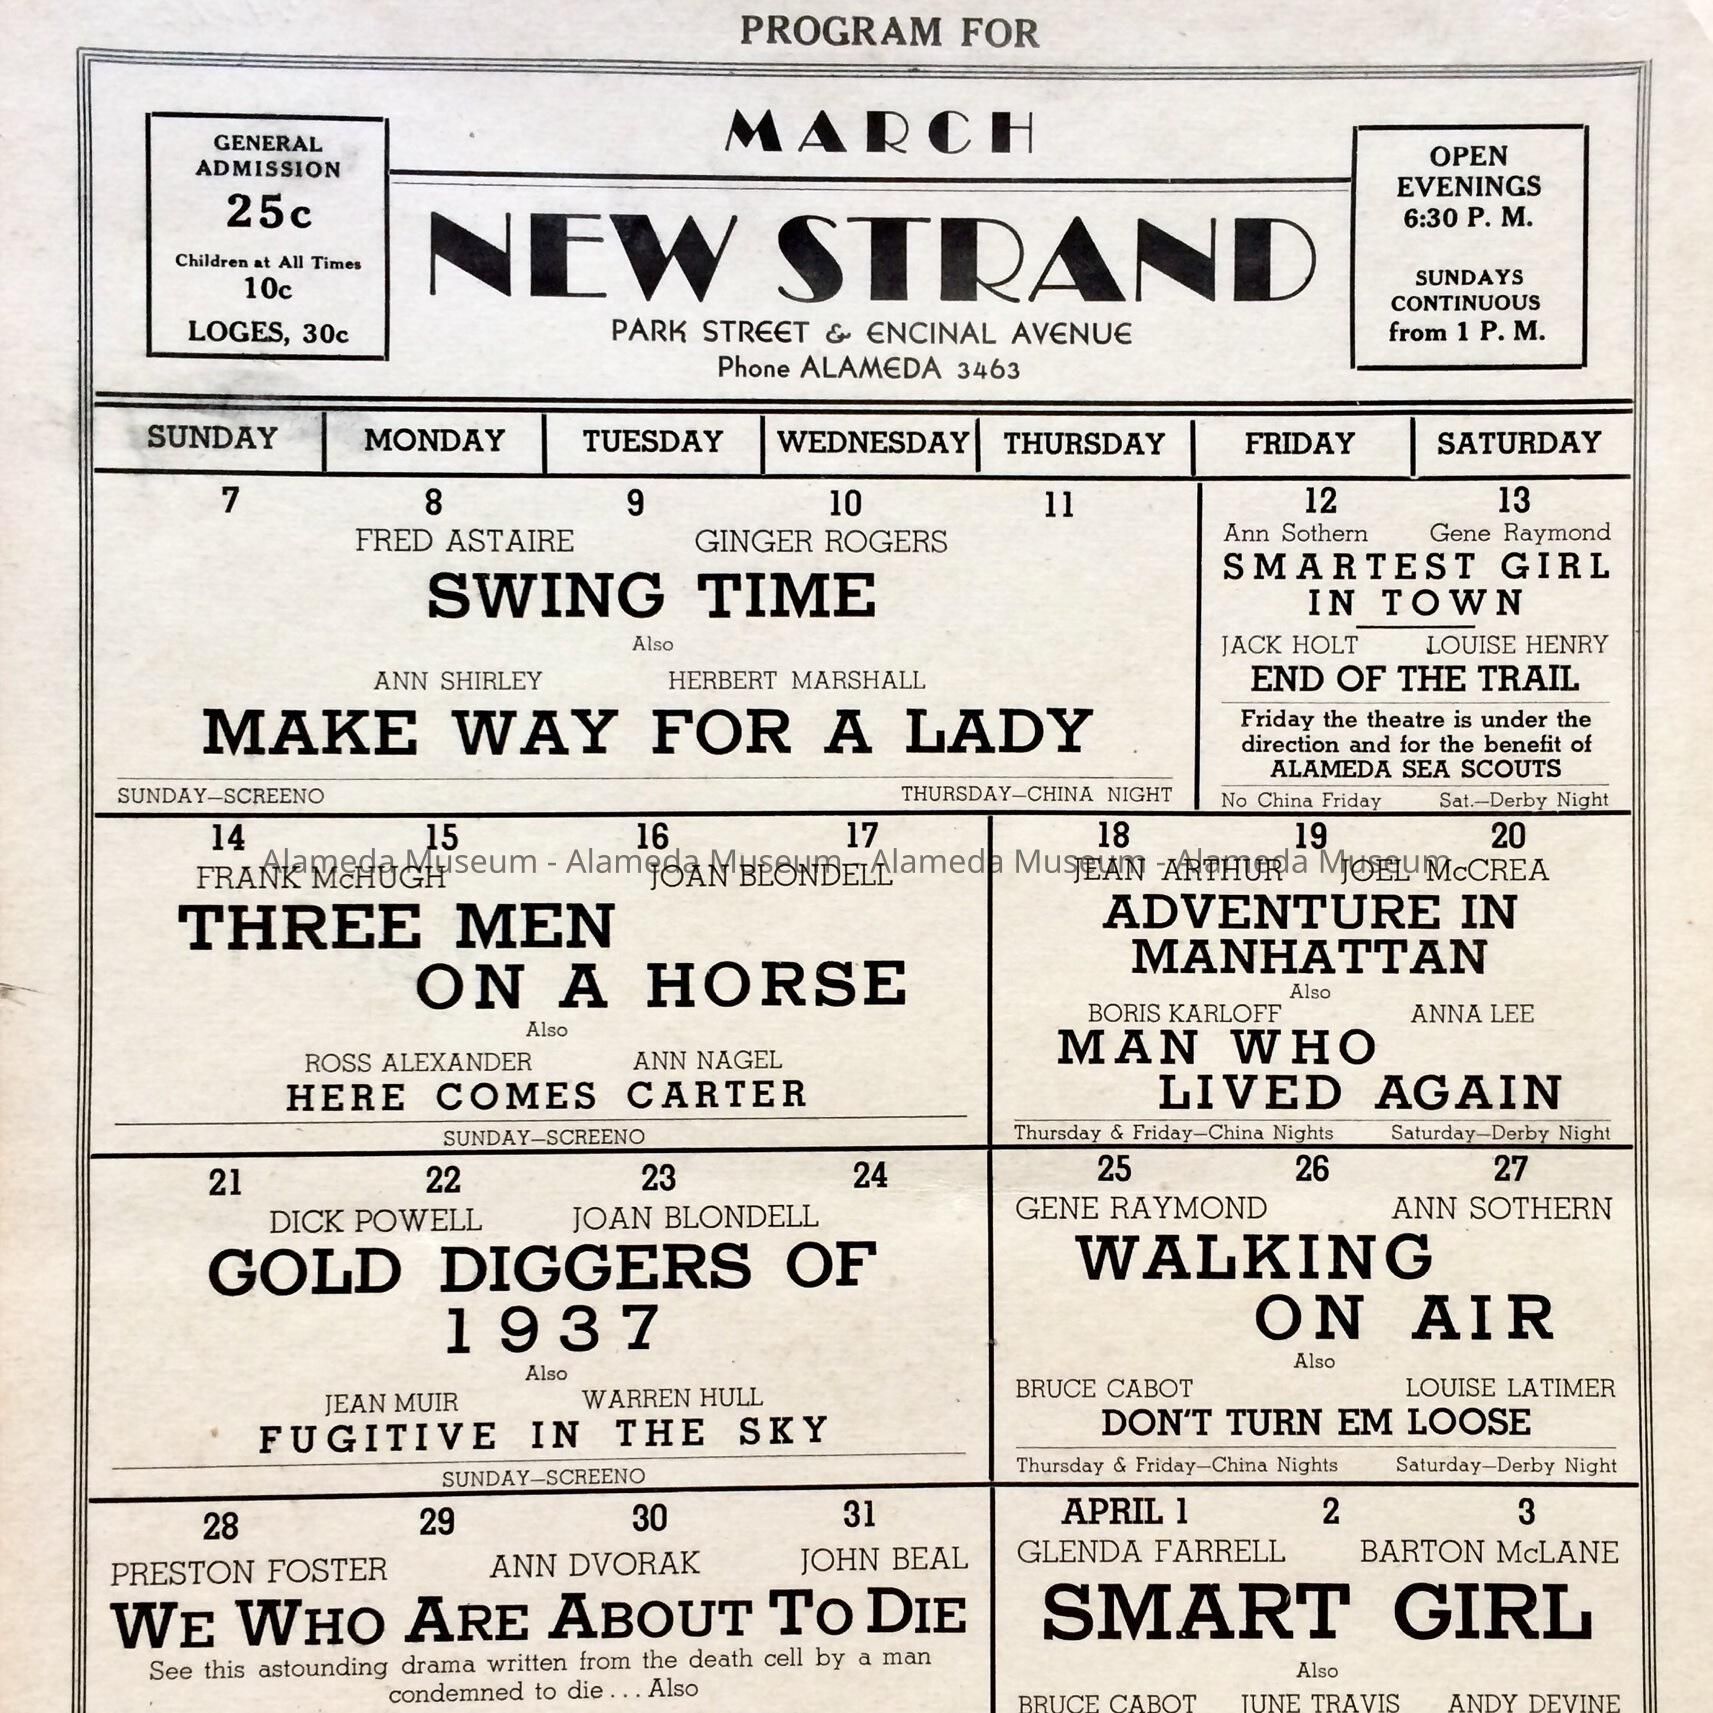 PROGRAM FOR
MARCH
GENERAL
ADMISSION
25c
Children at All Times
10c
LOGES, 30c
NEW STRAND
PARK STREET & ENCINAL AVENUE
Phone ALAMEDA 3463
OPEN
EVENINGS
6:30 P. M.
SUNDAYS
CONTINUOUS
from 1 P. M.
SUNDAY MONDAY TUESDAY WEDNESDAY THURSDAY FRIDAY SATURDAY
7 8 9 10 11
FRED ASTAIRE GINGER ROGERS
SWING TIME
Also
ANN SHIRLEY HERBERT MARSHALL
MAKE WAY FOR A LADY
SUNDAY—SCREENO THURSDAY—CHINA NIGHT
12 13
Ann Sothern Gene Raymond
SMARTEST GIRL
IN TOWN
JACK HOLT LOUISE HENRY
END OF THE TRAIL
Friday the theatre is under the
direction and for the benefit of
ALAMEDA SEA SCOUTS
No China Friday Sat.—Derby Night
14 15 16 17
Alameda Museum - Alameda Museum - Alameda Museum - Alameda Museum
FRANK McHUGH JOAN BLONDELL
THREE MEN
ON A HORSE
Also
ROSS ALEXANDER ANN NAGEL
HERE COMES CARTER
SUNDAY—SCREENO
18 19 20
JEAN ARTHUR JOEL McCREA
ADVENTURE IN
MANHATTAN
Also
BORIS KARLOFF ANNA LEE
MAN WHO
LIVED AGAIN
Thursday & Friday—China Nights Saturday—Derby Night
21 22 23 24
DICK POWELL JOAN BLONDELL
GOLD DIGGERS OF
1937
Also
JEAN MUIR WARREN HULL
FUGITIVE IN THE SKY
SUNDAY—SCREENO
25 26 27
GENE RAYMOND ANN SOTHERN
WALKING
ON AIR
Also
BRUCE CABOT LOUISE LATIMER
DON'T TURN EM LOOSE
Thursday & Friday—China Nights Saturday—Derby Night
28 29 30 31
PRESTON FOSTER ANN DVORAK JOHN BEAL
WE WHO ARE ABOUT TO DIE
See this astounding drama written from the death cell by a man
condemned to die . . . Also
APRIL 1 2 3
GLENDA FARRELL BARTON McLANE
SMART GIRL
Also
BRUCE CABOT JUNE TRAVIS ANDY DEVINE